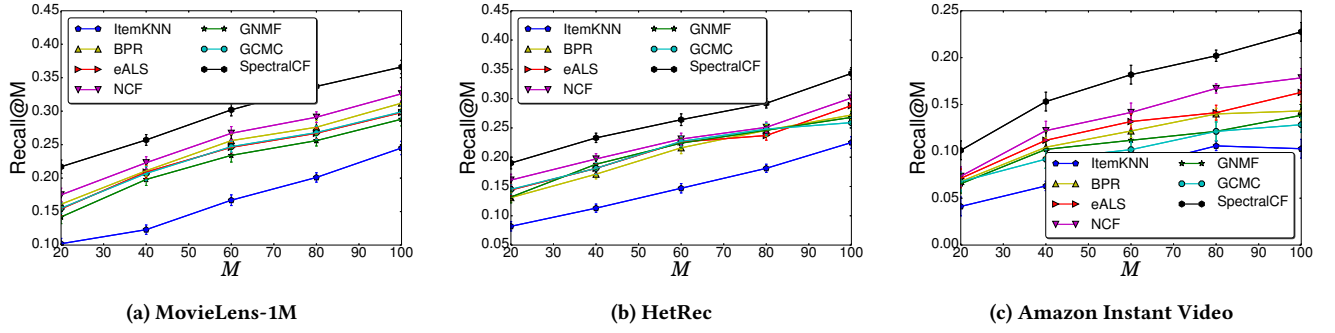 0.45
0.40
0.35
0.30
0.25
0.20
0.15
0.10
Recall@M
20 30 40 50 60 70 80 90 100
M
ItemKNN
BPR
eALS
NCF
GNMF
GCMC
SpectralCF
(a) MovieLens-1M
0.45
0.40
0.35
0.30
0.25
0.20
0.15
0.10
0.05
Recall@M
20 30 40 50 60 70 80 90 100
M
ItemKNN
BPR
eALS
NCF
GNMF
GCMC
SpectralCF
(b) HetRec
0.25
0.20
0.15
0.10
0.05
0.00
Recall@M
20 30 40 50 60 70 80 90 100
M
ItemKNN
BPR
eALS
NCF
GNMF
GCMC
SpectralCF
(c) Amazon Instant Video